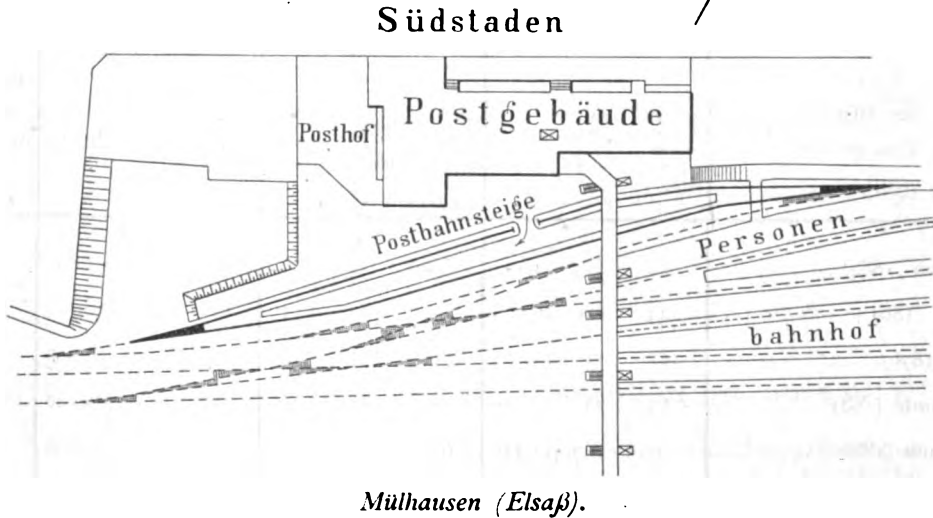 Südstaden
Postgebäude
Posthof
Postbahnsteige
Personen
bahnhof
Mülhausen (Elsaß).